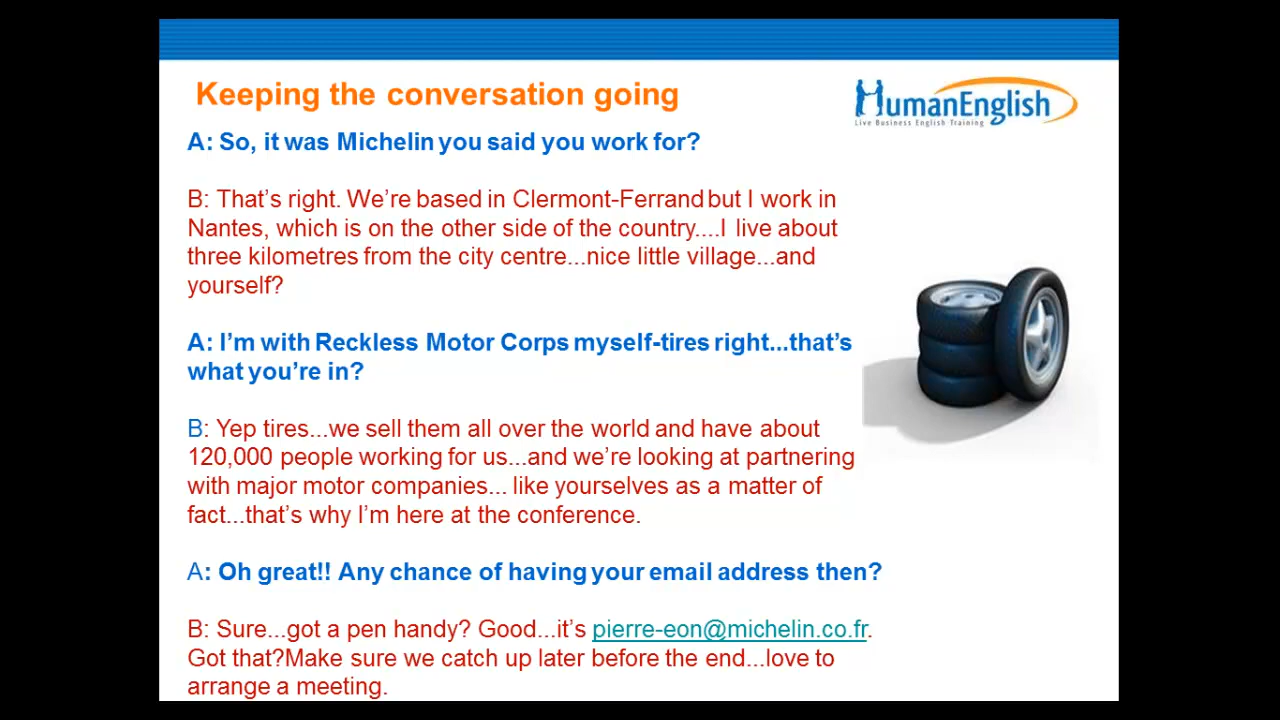 Keeping the conversation going
HumanEnglish
Live Business English Training
A: So, it was Michelin you said you work for?
B: That's right. We're based in Clermont-Ferrand but I work in
Nantes, which is on the other side of the country....I live about
three kilometres from the city centre...nice little village...and
yourself?
A: I'm with Reckless Motor Corps myself-tires right...that's
what you're in?
B: Yep tires...we sell them all over the world and have about
120,000 people working for us...and we're looking at partnering
with major motor companies... like yourselves as a matter of
fact...that's why I'm here at the conference.
A: Oh great!! Any chance of having your email address then?
B: Sure...got a pen handy? Good...it's pierre-eon@michelin.co.fr.
Got that?Make sure we catch up later before the end...love to
arrange a meeting.